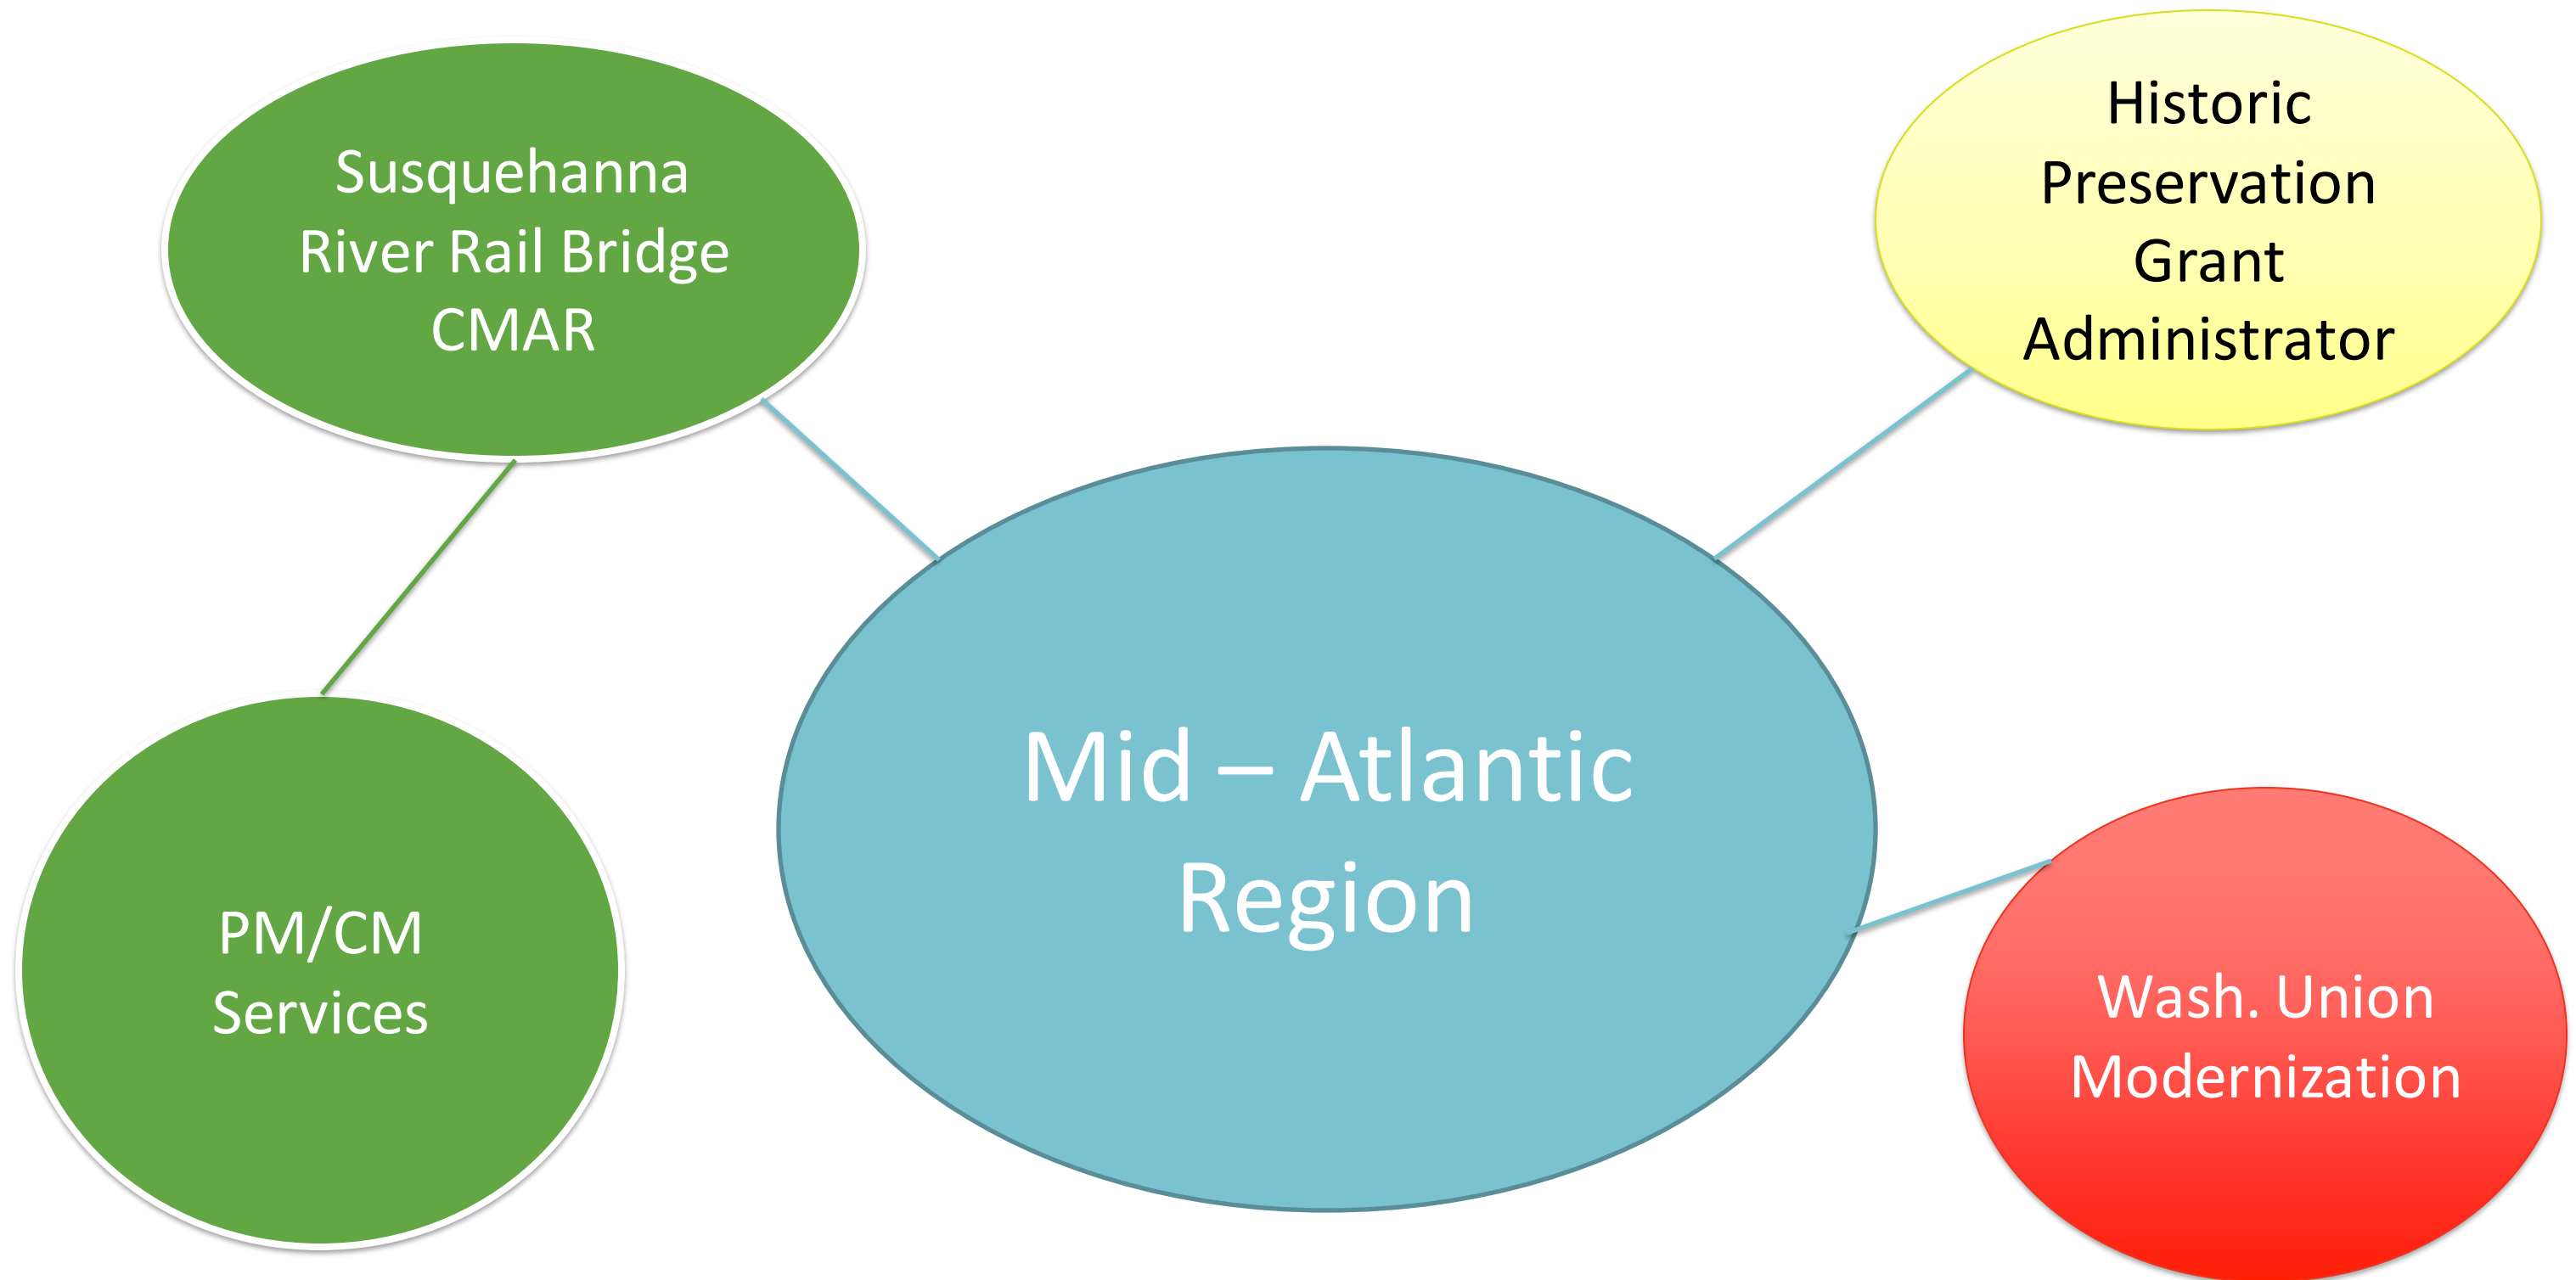 Susquehanna
River Rail Bridge
CMAR
Historic
Preservation
Grant
Administrator
Mid – Atlantic
Region
PM/CM
Services
Wash. Union
Modernization